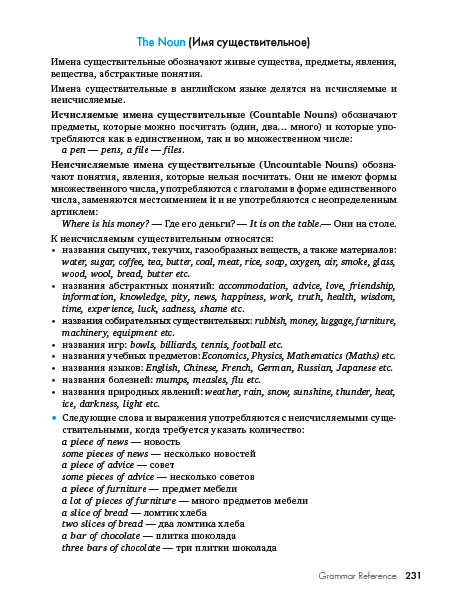 The Noun (Имя существительное)
Имена существительные обозначают живые существа, предметы, явления,
вещества, абстрактные понятия.
Имена существительные в английском языке делятся на исчисляемые и
неисчисляемые.
Исчисляемые имена существительные (Countable Nouns) обозначают
предметы, которые можно посчитать (один, два... много) и которые упо-
требляются как в единственном, так и во множественном числе:
a pen — pens, a file — files.
Неисчисляемые имена существительные (Uncountable Nouns) обозна-
чают понятия, явления, которые нельзя посчитать. Они не имеют формы
множественного числа, употребляются с глаголами в форме единственного
числа, заменяются местоимением it и не употребляются с неопределенным
артиклем:
Where is his money? — Где его деньги? — It is on the table.— Они на столе.
К неисчисляемым существительным относятся:
• названия сыпучих, текучих, газообразных веществ, а также материалов:
water, sugar, coffee, tea, butter, coal, meat, rice, soap, oxygen, air, smoke, glass,
wood, wool, bread, butter etc.
• названия абстрактных понятий: accommodation, advice, love, friendship,
information, knowledge, pity, news, happiness, work, truth, health, wisdom,
time, experience, luck, sadness, shame etc.
• названия собирательных существительных: rubbish, money, luggage, furniture,
machinery, equipment etc.
• названия игр: bowls, billiards, tennis, football etc.
• названия учебных предметов: Economics, Physics, Mathematics (Maths) etc.
• названия языков: English, Chinese, French, German, Russian, Japanese etc.
• названия болезней: mumps, measles, flu etc.
• названия природных явлений: weather, rain, snow, sunshine, thunder, heat,
ice, darkness, light etc.
• Следующие слова и выражения употребляются с неисчисляемыми суще-
ствительными, когда требуется указать количество:
a piece of news — новость
some pieces of news — несколько новостей
a piece of advice — совет
some pieces of advice — несколько советов
a piece of furniture — предмет мебели
a lot of pieces of furniture — много предметов мебели
a slice of bread — ломтик хлеба
two slices of bread — два ломтика хлеба
a bar of chocolate — плитка шоколада
three bars of chocolate — три плитки шоколада
Grammar Reference 231